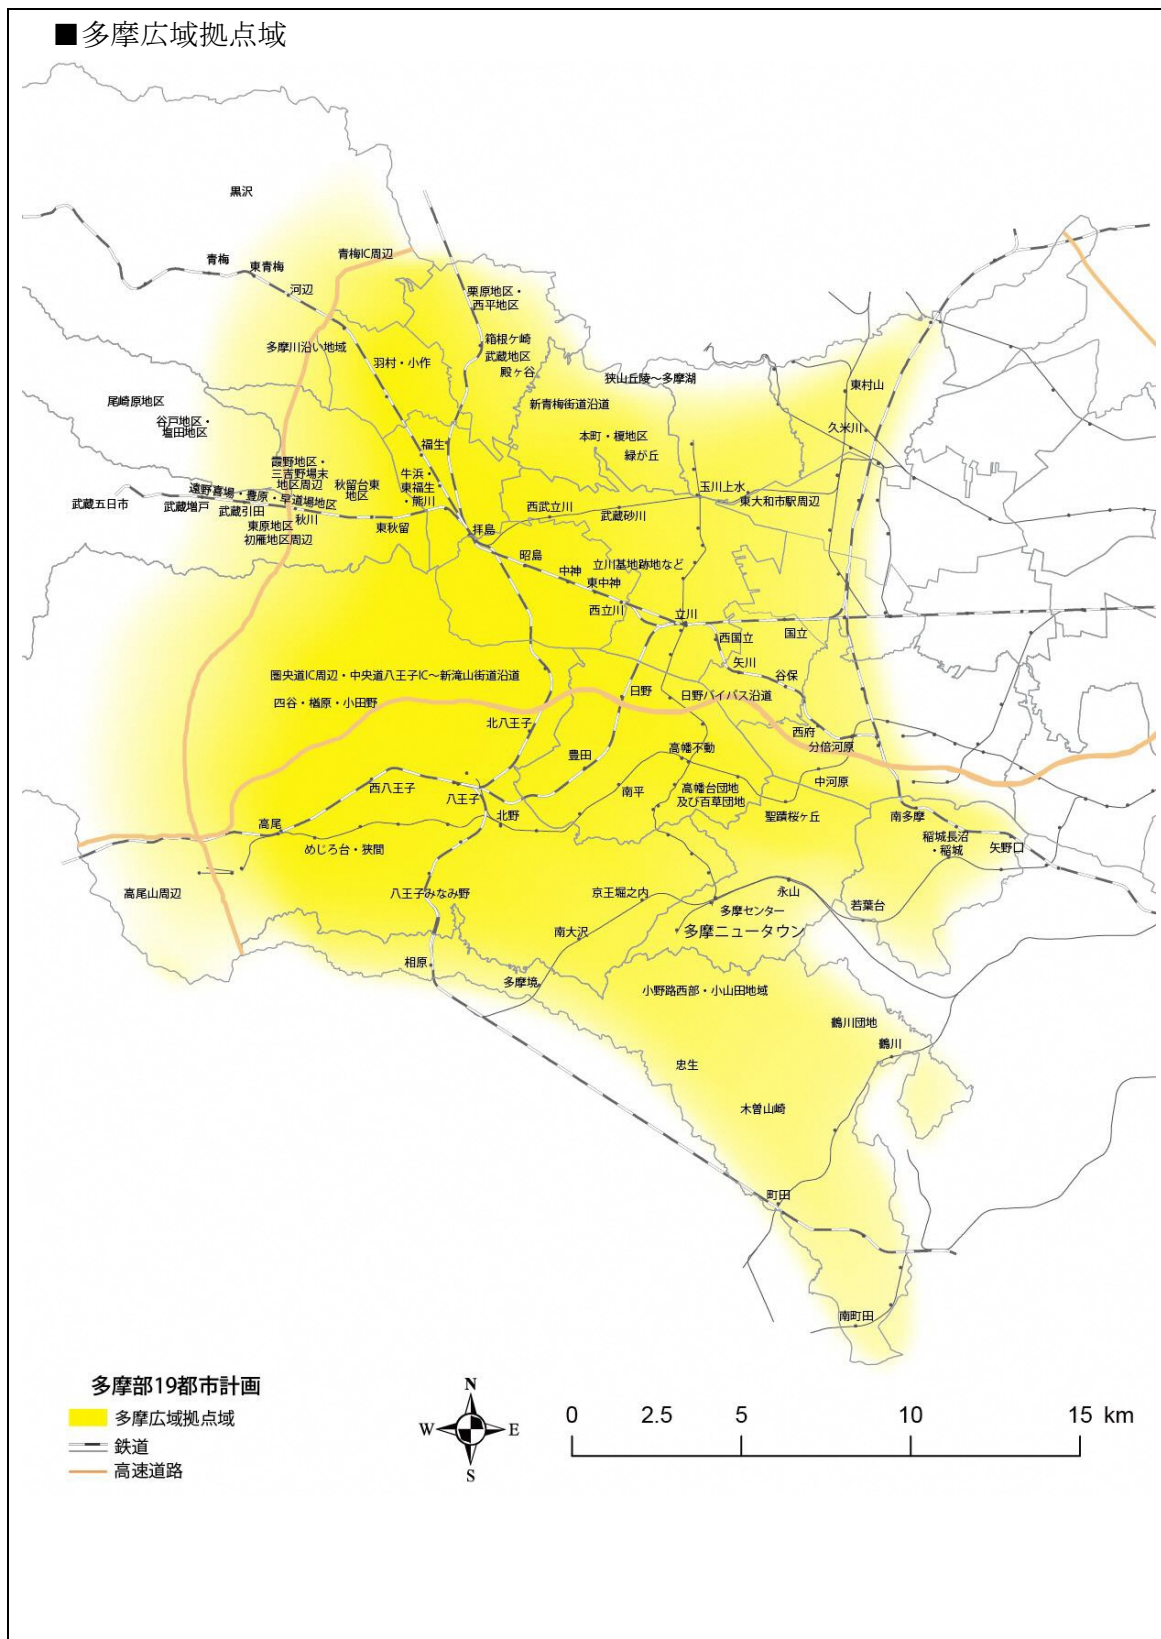 ■多摩広域拠点域
黒沢
青梅
東青梅
河辺
青梅IC周辺
栗原地区・
西平地区
多摩川沿い地域
羽村・小作
箱根ケ崎
武蔵地区
殿ヶ谷
狭山丘陵〜多摩湖
東村山
尾崎原地区
谷戸地区・
塩田地区
新青梅街道沿道
本町・榎地区
緑が丘
久米川
霞野地区・
三吉野場末
地区周辺
秋留台東
地区
福生
牛浜・
東福生
・熊川
玉川上水
東大和市駅周辺
武蔵五日市
武蔵増戸
遠野喜場・豊原・早道場地区
武蔵引田
秋川
東原地区
初雁地区周辺
東秋留
西武立川
武蔵砂川
拝島
昭島
中神
東中神
立川基地跡地など
西立川
立川
西国立
国立
矢川
谷保
圏央道IC周辺・中央道八王子IC〜新滝山街道沿道
四谷・楢原・小田野
日野
日野バイパス沿道
北八王子
西府
分倍河原
豊田
高幡不動
西八王子
八王子
南平
高幡台団地
及び百草団地
中河原
高尾
北野
聖蹟桜ヶ丘
南多摩
稲城長沼
・稲城
矢野口
めじろ台・狭間
高尾山周辺
八王子みなみ野
京王堀之内
永山
多摩センター
若葉台
南大沢
多摩ニュータウン
相原
多摩境
小野路西部・小山田地域
鶴川団地
鶴川
忠生
木曽山崎
町田
南町田
多摩部19都市計画
多摩広域拠点域
鉄道
高速道路
N
W
E
S
0 2.5 5 10 15 km